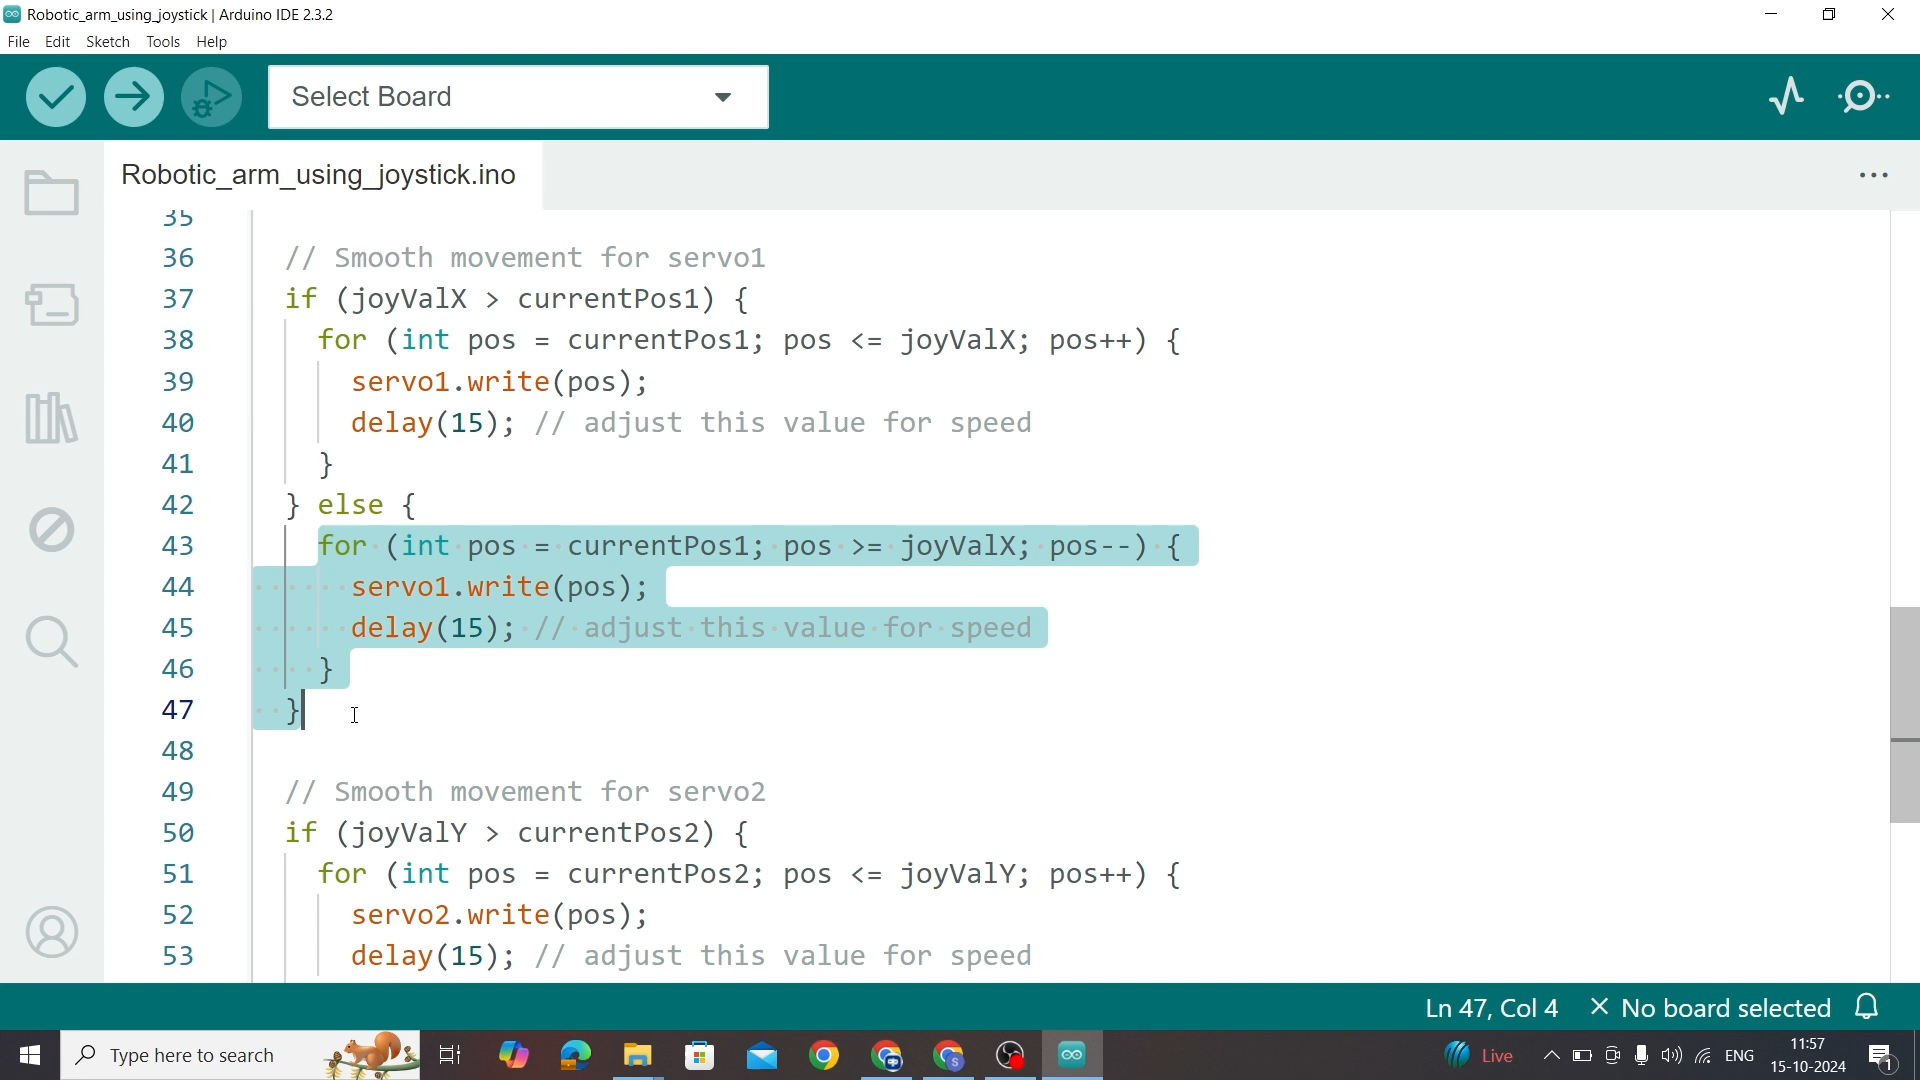 Robotic_arm_using_joystick | Arduino IDE 2.3.2
File Edit Sketch Tools Help
Select Board
Robotic_arm_using_joystick.ino
35
36 // Smooth movement for servo1
37 if (joyValX > currentPos1) {
38 for (int pos = currentPos1; pos <= joyValX; pos++) {
39 servo1.write(pos);
40 delay(15); // adjust this value for speed
41 }
42 } else {
43 for (int pos = currentPos1; pos >= joyValX; pos--) {
44 servo1.write(pos);
45 delay(15); // adjust this value for speed
46 }
47 }
48
49 // Smooth movement for servo2
50 if (joyValY > currentPos2) {
51 for (int pos = currentPos2; pos <= joyValY; pos++) {
52 servo2.write(pos);
53 delay(15); // adjust this value for speed
Ln 47, Col 4 × No board selected
Type here to search
Live
ENG
11:57
15-10-2024
1